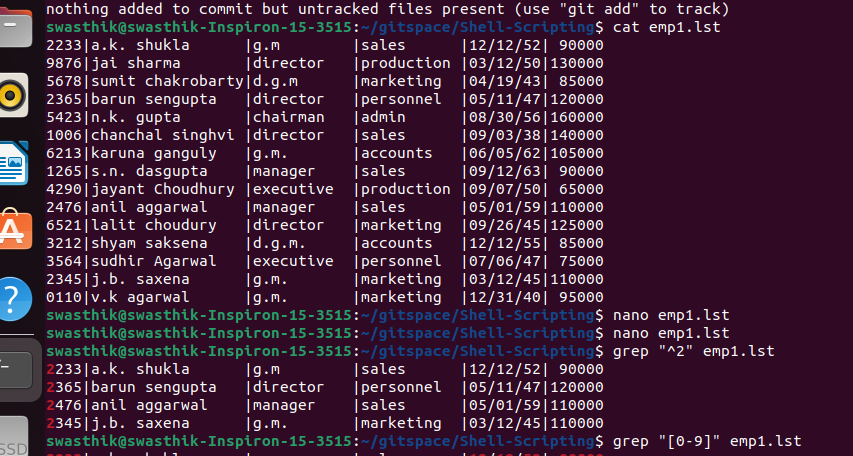 nothing added to commit but untracked files present (use "git add" to track)
swasthik@swasthik-Inspiron-15-3515:~/gitspace/Shell-Scripting$ cat emp1.lst
2233|a.k. shukla     |g.m       |sales     |12/12/52| 90000
9876|jai sharma      |director  |production |03/12/50|130000
5678|sumit chakrobarty|d.g.m    |marketing |04/19/43| 85000
2365|barun sengupta  |director  |personnel |05/11/47|120000
5423|n.k. gupta      |chairman  |admin     |08/30/56|160000
1006|chanchal singhvi |director  |sales     |09/03/38|140000
6213|karuna ganguly  |g.m.      |accounts  |06/05/62|105000
1265|s.n. dasgupta   |manager   |sales     |09/12/63| 90000
4290|jayant Choudhury |executive |production |09/07/50| 65000
2476|anil aggarwal   |manager   |sales     |05/01/59|110000
6521|lalit choudury  |director  |marketing |09/26/45|125000
3212|shyam saksena   |d.g.m.    |accounts  |12/12/55| 85000
3564|sudhir Agarwal  |executive |personnel |07/06/47| 75000
2345|j.b. saxena     |g.m.      |marketing |03/12/45|110000
0110|v.k agarwal     |g.m.      |marketing |12/31/40| 95000
swasthik@swasthik-Inspiron-15-3515:~/gitspace/Shell-Scripting$ nano emp1.lst
swasthik@swasthik-Inspiron-15-3515:~/gitspace/Shell-Scripting$ nano emp1.lst
swasthik@swasthik-Inspiron-15-3515:~/gitspace/Shell-Scripting$ grep "^2" emp1.lst
2233|a.k. shukla     |g.m       |sales     |12/12/52| 90000
2365|barun sengupta  |director  |personnel |05/11/47|120000
2476|anil aggarwal   |manager   |sales     |05/01/59|110000
2345|j.b. saxena     |g.m.      |marketing |03/12/45|110000
swasthik@swasthik-Inspiron-15-3515:~/gitspace/Shell-Scripting$ grep "[0-9]" emp1.lst
SSD